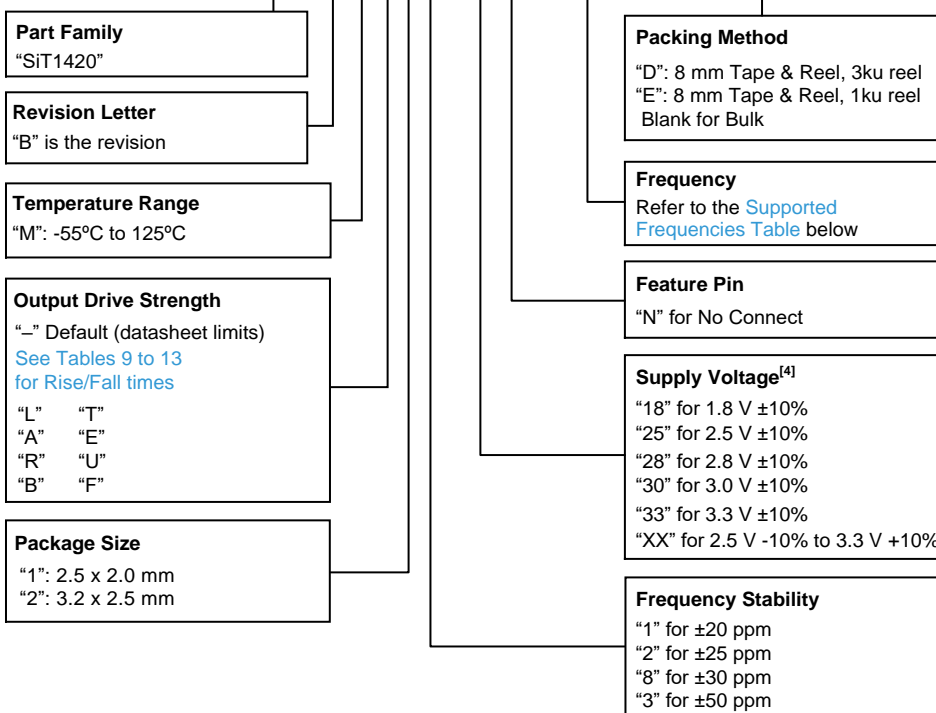 Part Family
“SiT1420”
Revision Letter
“B” is the revision
Temperature Range
“M”: -55ºC to 125ºC
Output Drive Strength
“–” Default (datasheet limits)
See Tables 9 to 13
for Rise/Fall times
“L” “T”
“A” “E”
“R” “U”
“B” “F”
Package Size
“1”: 2.5 x 2.0 mm
“2”: 3.2 x 2.5 mm
Packing Method
“D”: 8 mm Tape & Reel, 3ku reel
“E”: 8 mm Tape & Reel, 1ku reel
Blank for Bulk
Frequency
Refer to the Supported
Frequencies Table below
Feature Pin
“N” for No Connect
Supply Voltage[4]
“18” for 1.8 V ±10%
“25” for 2.5 V ±10%
“28” for 2.8 V ±10%
“30” for 3.0 V ±10%
“33” for 3.3 V ±10%
“XX” for 2.5 V -10% to 3.3 V +10%
Frequency Stability
“1” for ±20 ppm
“2” for ±25 ppm
“8” for ±30 ppm
“3” for ±50 ppm